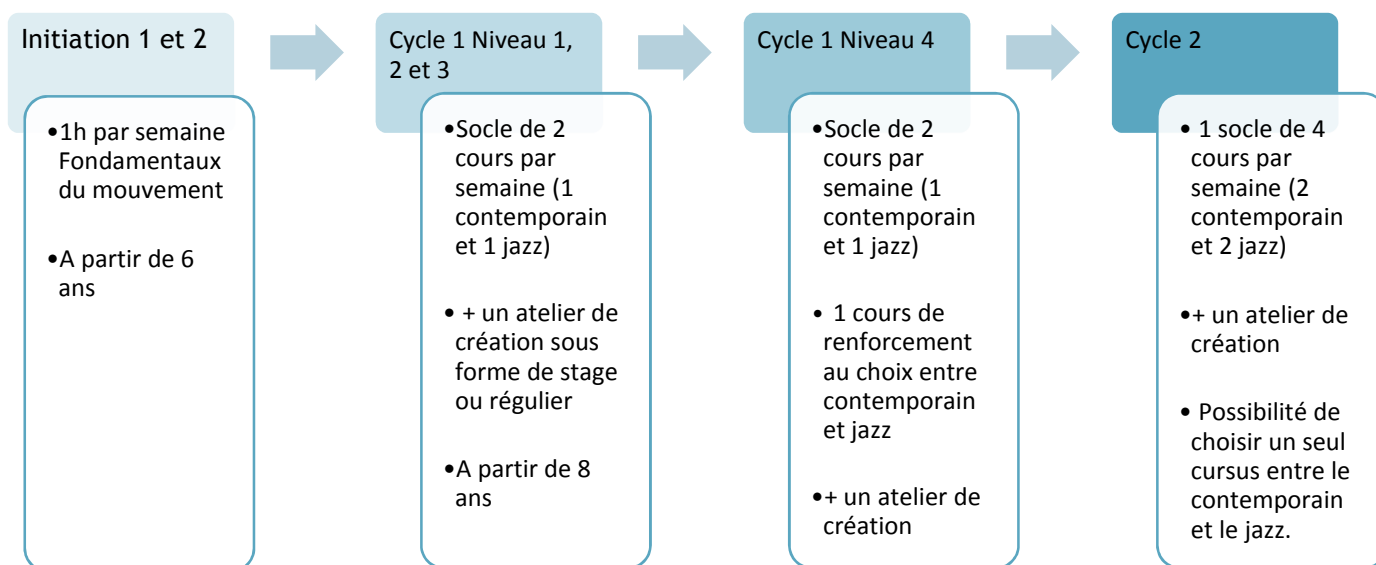 Initiation 1 et 2
•1h par semaine
Fondamentaux
du mouvement
•A partir de 6
ans
Cycle 1 Niveau 1,
2 et 3
•Socle de 2
cours par
semaine (1
contemporain
et 1 jazz)
• + un atelier de
création sous
forme de stage
ou régulier
•A partir de 8
ans
Cycle 1 Niveau 4
•Socle de 2
cours par
semaine (1
contemporain
et 1 jazz)
• 1 cours de
renforcement
au choix entre
contemporain
et jazz
•+ un atelier de
création
Cycle 2
• 1 socle de 4
cours par
semaine (2
contemporain
et 2 jazz)
•+ un atelier de
création
• Possibilité de
choisir un seul
cursus entre le
contemporain
et le jazz.